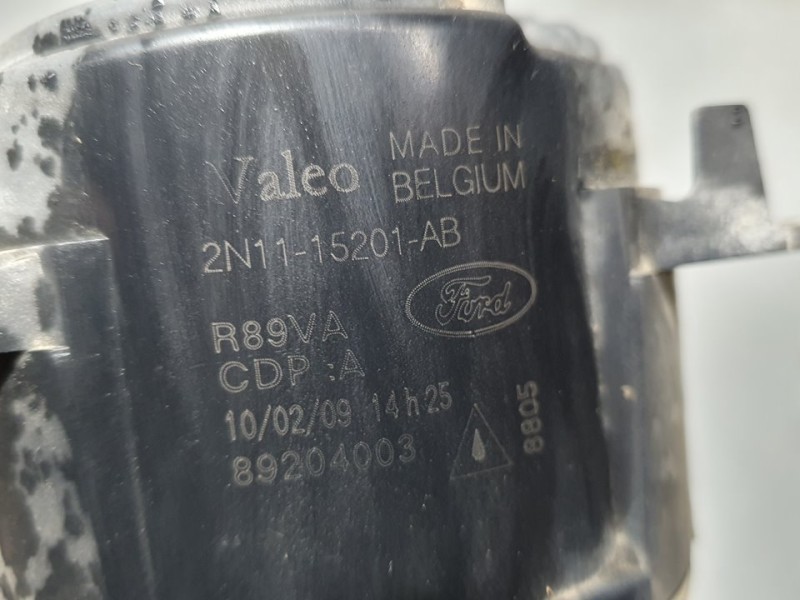 Valeo MADE IN
BELGIUM
2N11-15201-AB
Ford
R89VA
CDP :A
10/02/09 14h25
89204003
8805